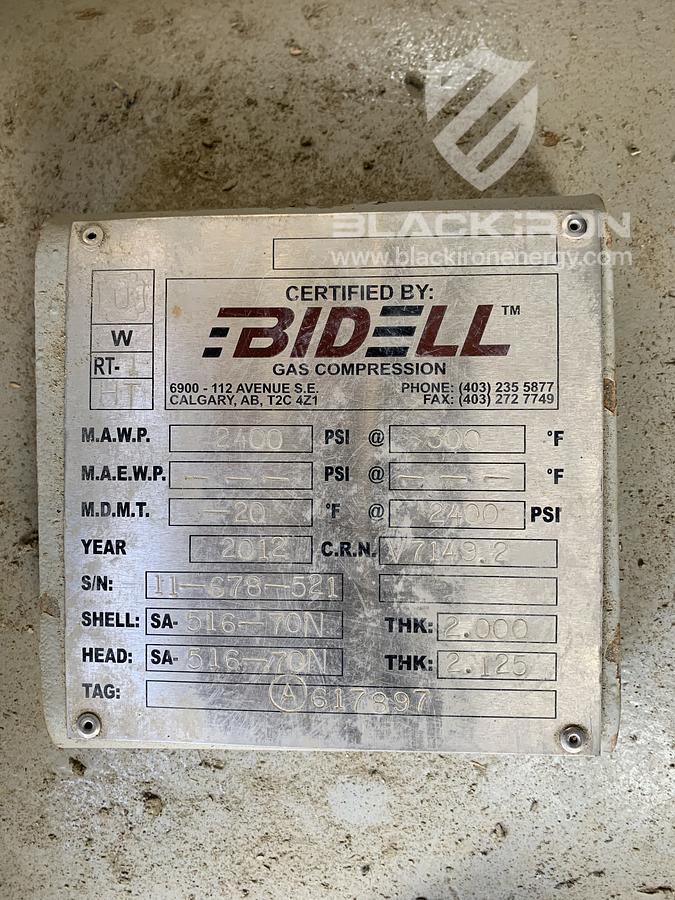 BLACK IRON
www.blackironenergy.com
U
W
RT-1
HT
CERTIFIED BY:
BIDELL™
GAS COMPRESSION
6900 - 112 AVENUE S.E. PHONE: (403) 235 5877
CALGARY, AB, T2C 4Z1 FAX: (403) 272 7749
M.A.W.P. 2400 PSI @ 300 °F
M.A.E.W.P. — — — PSI @ — — — °F
M.D.M.T. -20 °F @ 2400 PSI
YEAR 2012 C.R.N. V7149.2
S/N: 11-678-521
SHELL: SA- 516-70N THK: 2.000
HEAD: SA- 516-70N THK: 2.125
TAG: A617897